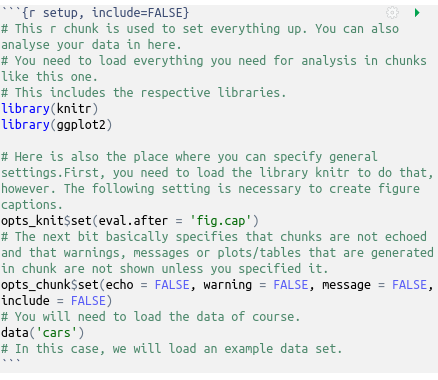 ```{r setup, include=FALSE}
# This r chunk is used to set everything up. You can also
analyse your data in here.
# You need to load everything you need for analysis in chunks
like this one.
# This includes the respective libraries.
library(knitr)
library(ggplot2)
# Here is also the place where you can specify general
settings.First, you need to load the library knitr to do that,
however. The following setting is necessary to create figure
captions.
opts_knit$set(eval.after = 'fig.cap')
# The next bit basically specifies that chunks are not echoed
and that warnings, messages or plots/tables that are generated
in chunk are not shown unless you specified it.
opts_chunk$set(echo = FALSE, warning = FALSE, message = FALSE,
include = FALSE)
# You will need to load the data of course.
data('cars')
# In this case, we will load an example data set.
```